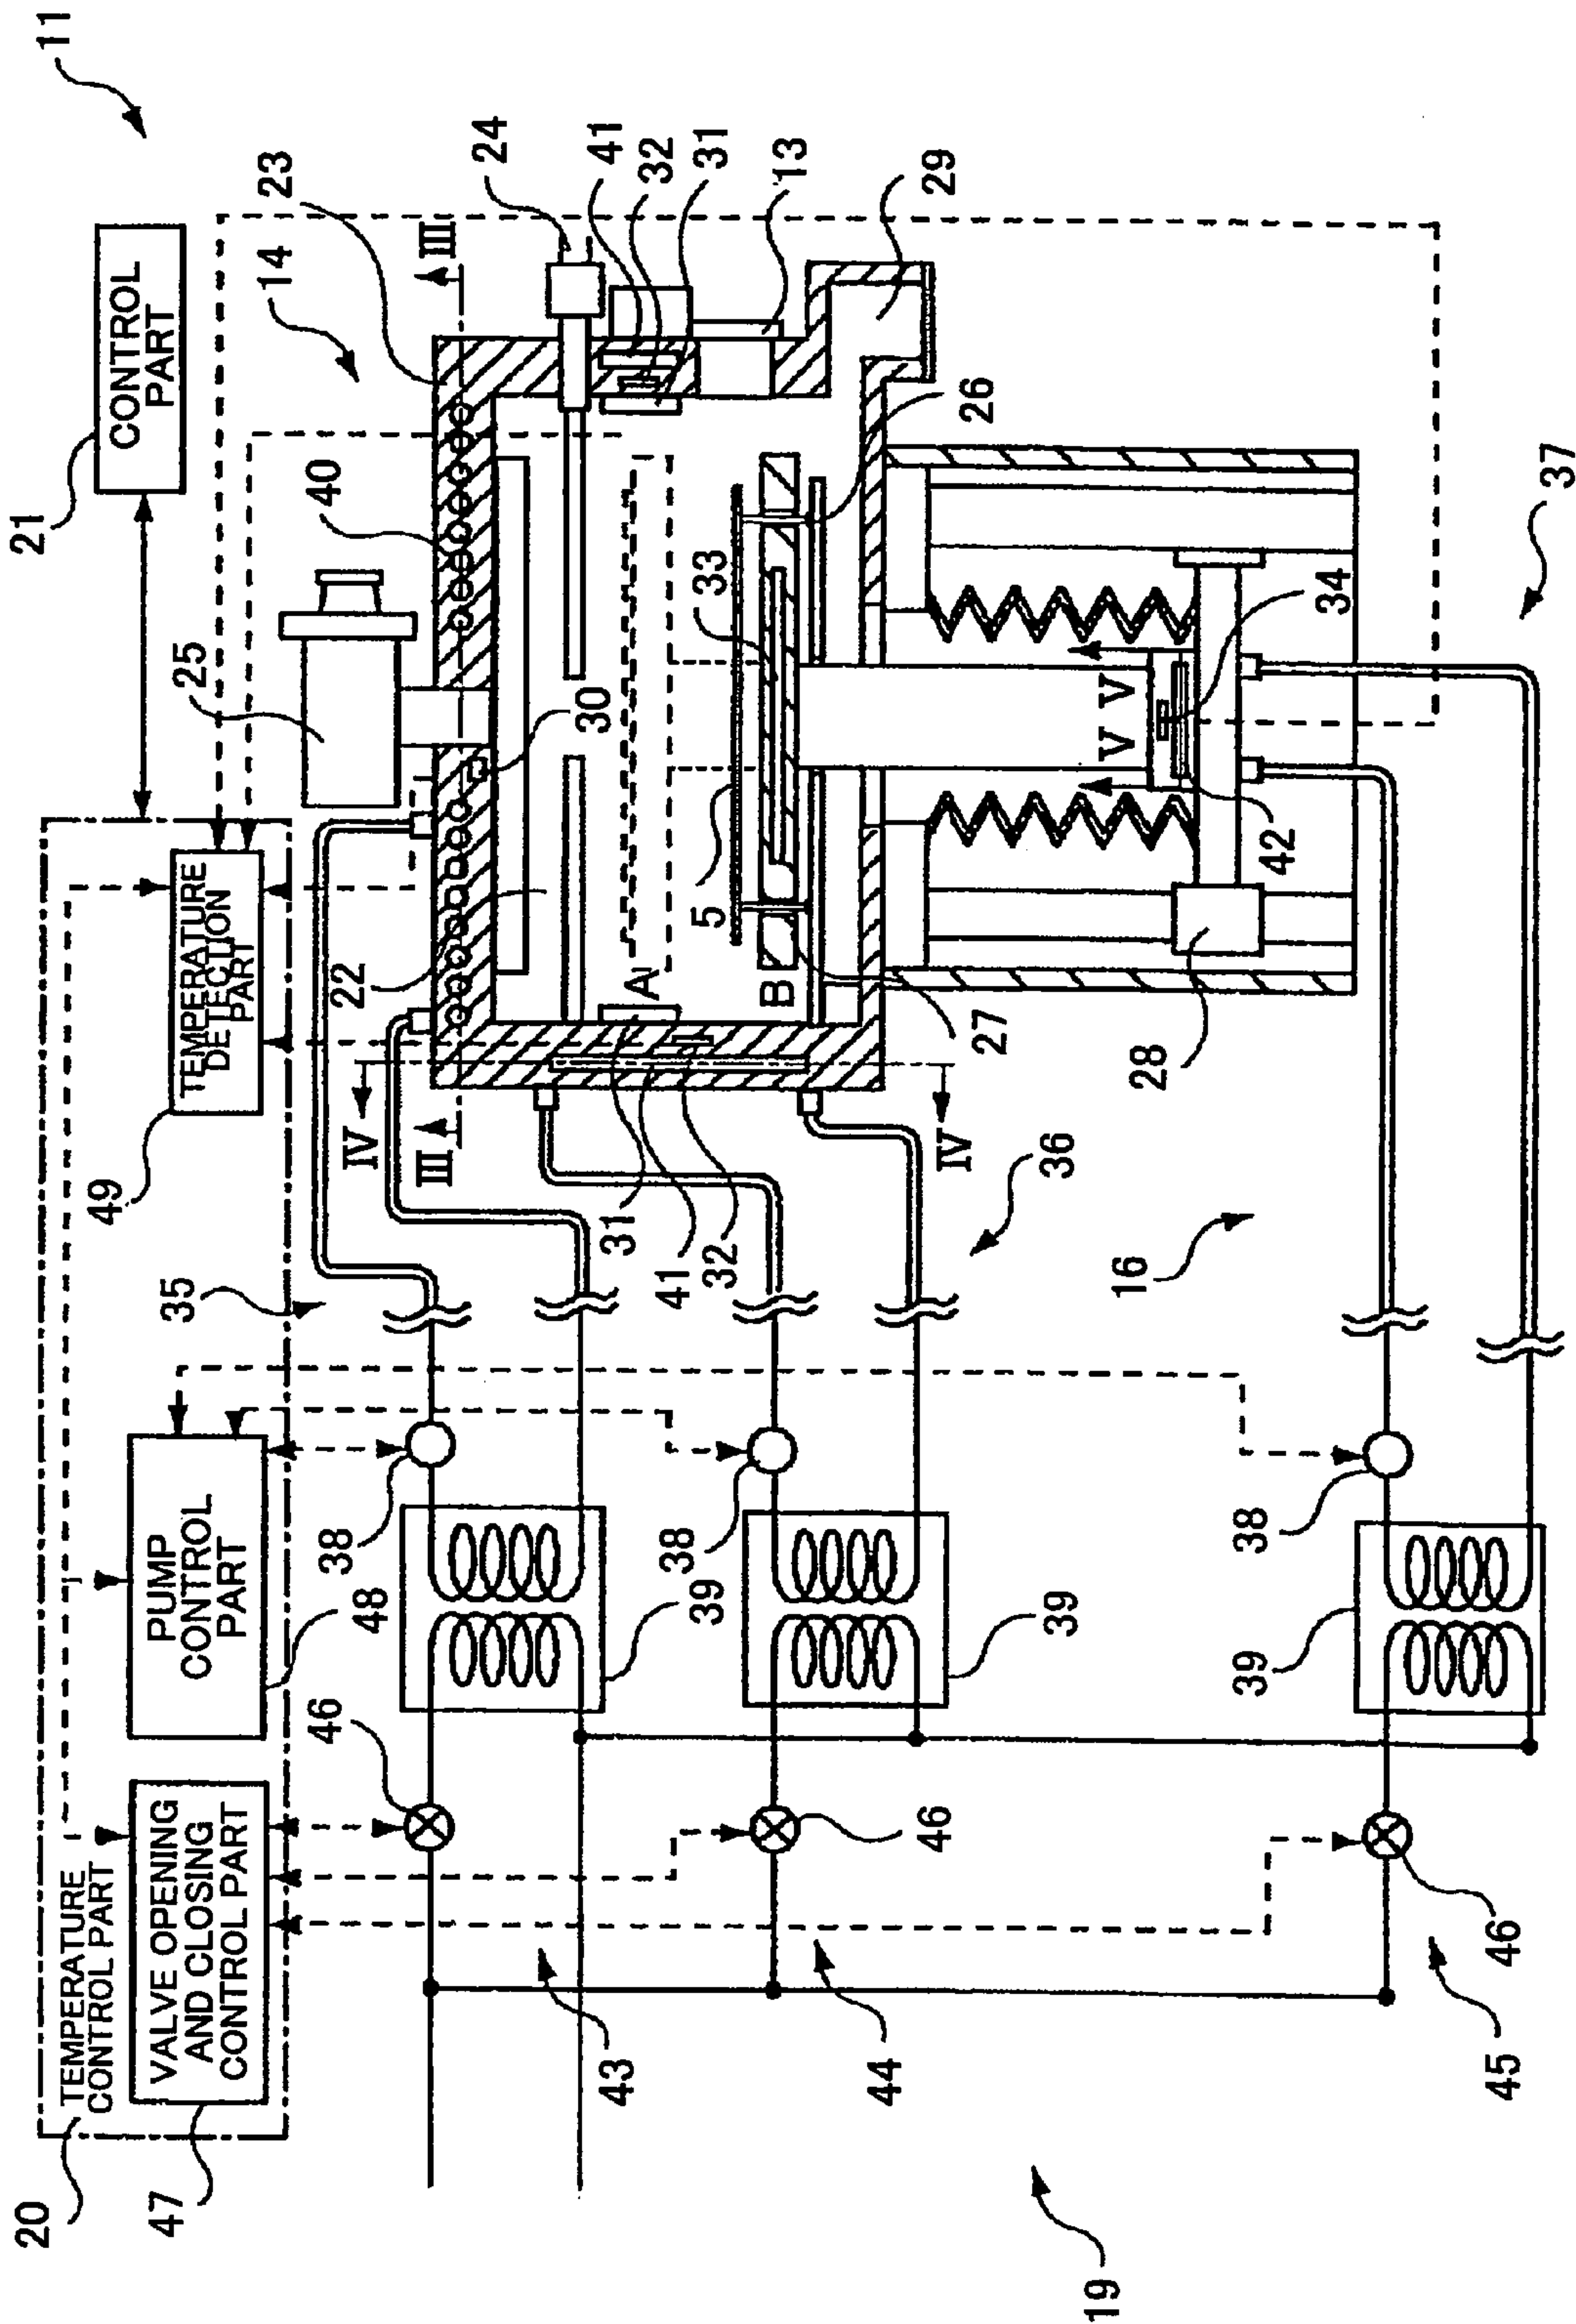 11
21
CONTROL
PART
14
23
24
41
32
31
13
29
III
40
25
TEMPERATURE
DETECTION
PART
49
22
30
A
B
5
33
26
27
28
42
34
V
V
37
IV
III
IV
31
41
32
36
16
35
PUMP
CONTROL
PART
48
38
38
38
39
39
39
TEMPERATURE
CONTROL PART
20
VALVE OPENING
AND CLOSING
CONTROL PART
47
46
46
46
43
44
45
19